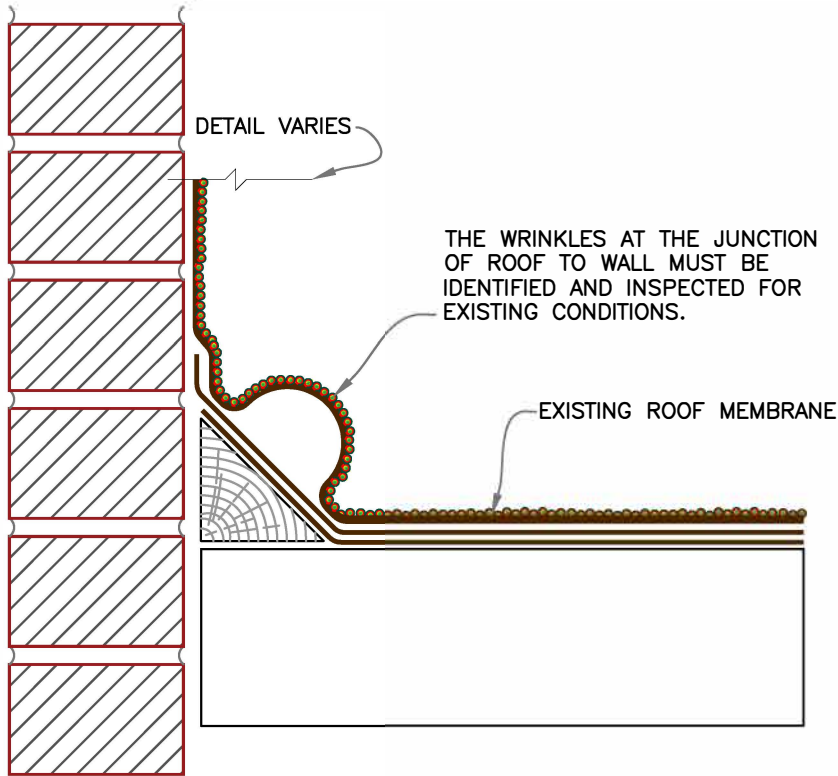 DETAIL VARIES
THE WRINKLES AT THE JUNCTION
OF ROOF TO WALL MUST BE
IDENTIFIED AND INSPECTED FOR
EXISTING CONDITIONS.
EXISTING ROOF MEMBRANE